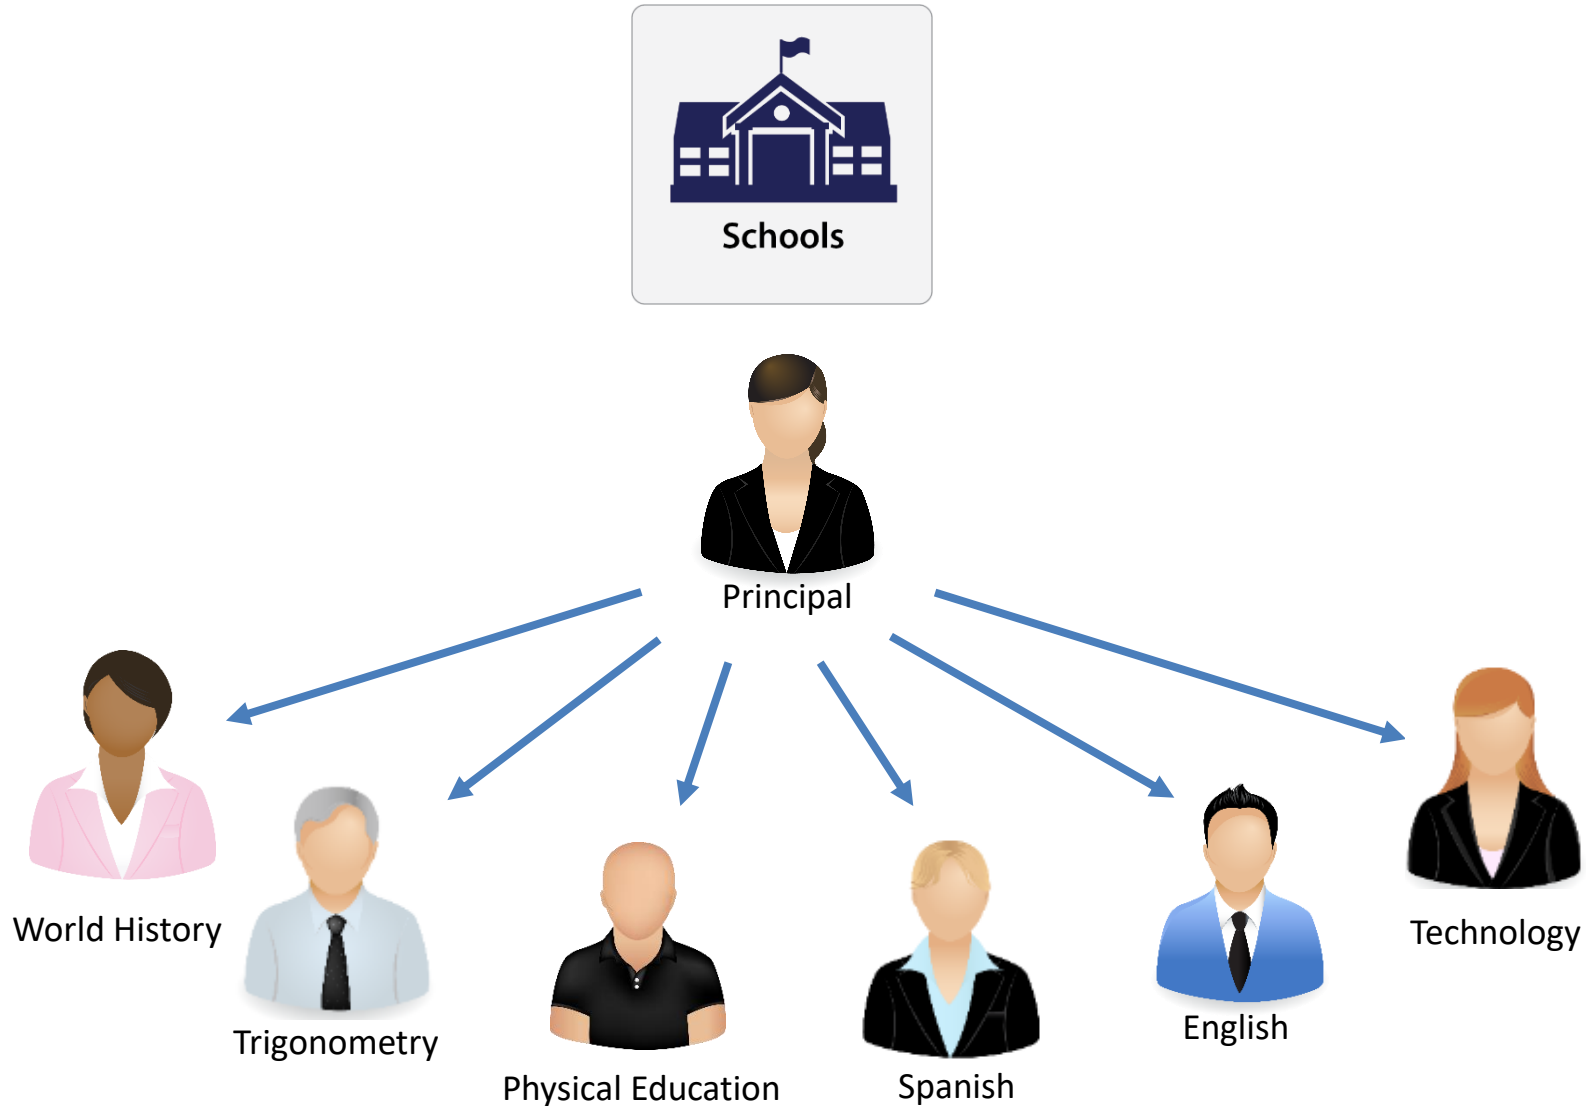 Schools
Principal
World History
Trigonometry
Physical Education
Spanish
English
Technology